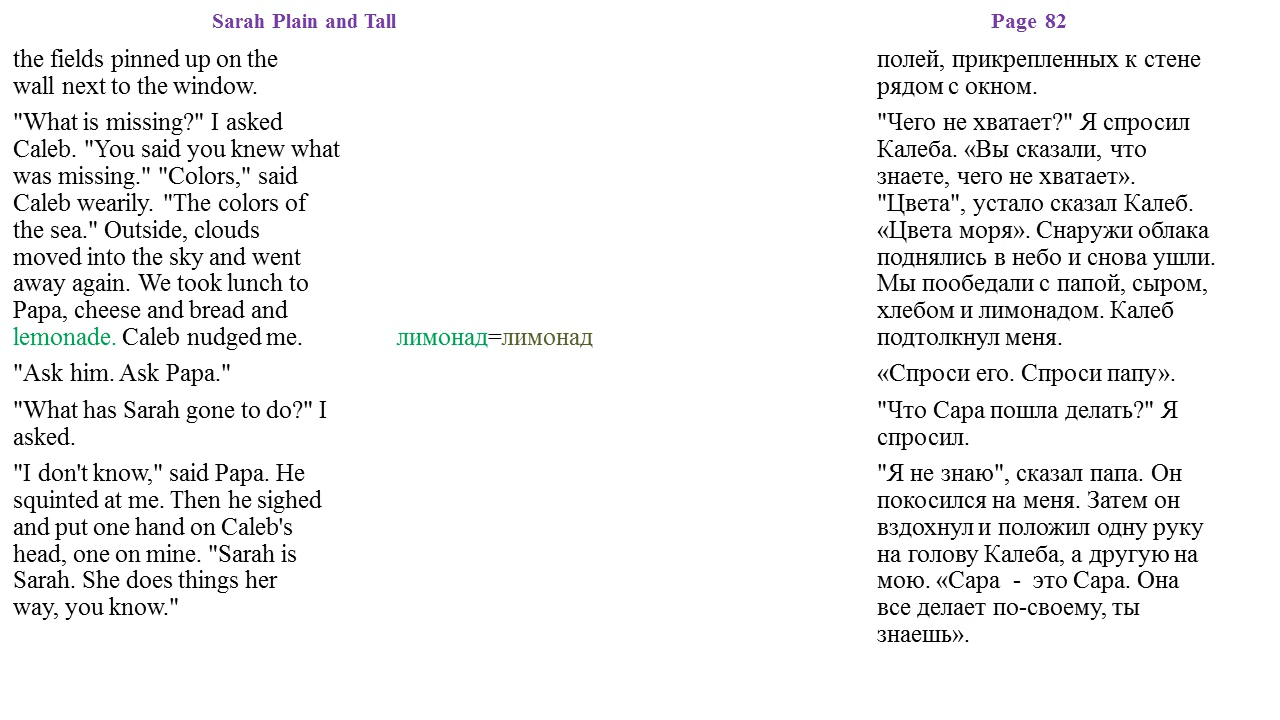 Sarah Plain and Tall
Page 82
the fields pinned up on the
wall next to the window.
"What is missing?" I asked
Caleb. "You said you knew what
was missing." "Colors," said
Caleb wearily. "The colors of
the sea." Outside, clouds
moved into the sky and went
away again. We took lunch to
Papa, cheese and bread and
lemonade. Caleb nudged me.
"Ask him. Ask Papa."
"What has Sarah gone to do?" I
asked.
"I don't know," said Papa. He
squinted at me. Then he sighed
and put one hand on Caleb's
head, one on mine. "Sarah is
Sarah. She does things her
way, you know."
лимонад=лимонад
полей, прикрепленных к стене
рядом с окном.
"Чего не хватает?" Я спросил
Калеба. «Вы сказали, что
знаете, чего не хватает».
"Цвета", устало сказал Калеб.
«Цвета моря». Снаружи облака
поднялись в небо и снова ушли.
Мы пообедали с папой, сыром,
хлебом и лимонадом. Калеб
подтолкнул меня.
«Спроси его. Спроси папу».
"Что Сара пошла делать?" Я
спросил.
"Я не знаю", сказал папа. Он
покосился на меня. Затем он
вздохнул и положил одну руку
на голову Калеба, а другую на
мою. «Сара - это Сара. Она
все делает по-своему, ты
знаешь».